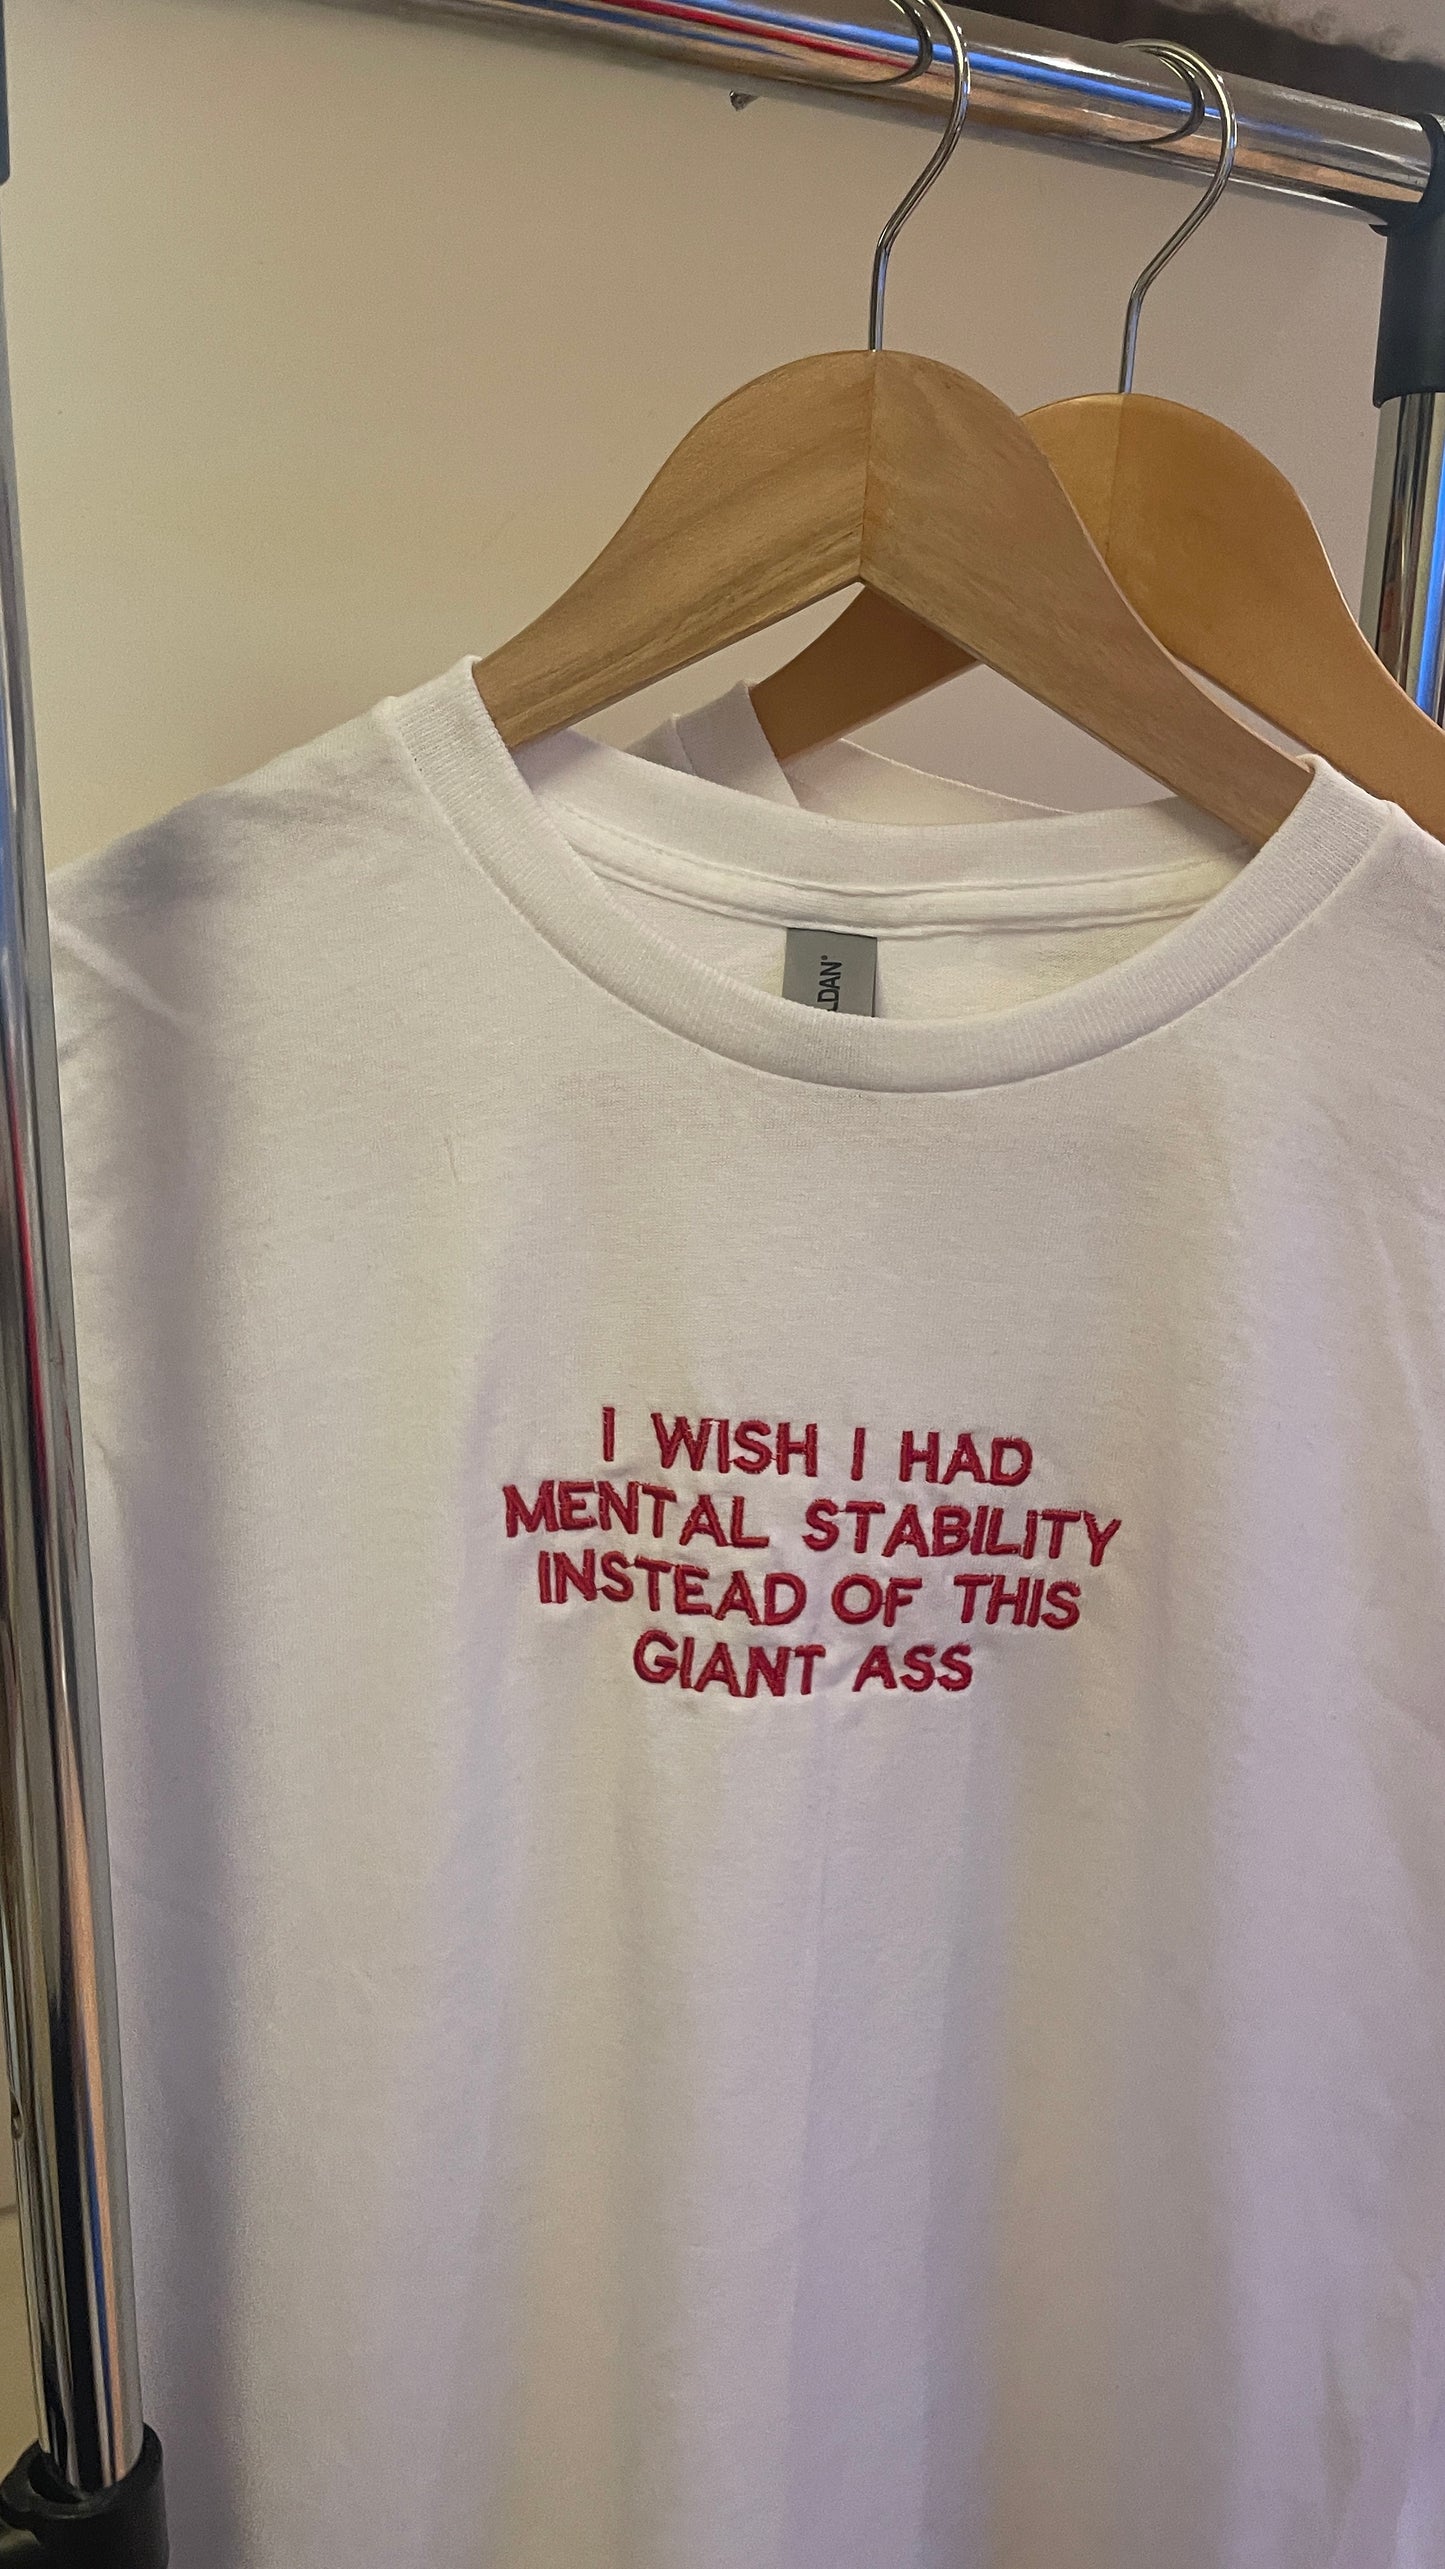 I WISH I HAD
MENTAL STABILITY
INSTEAD OF THIS
GIANT ASS